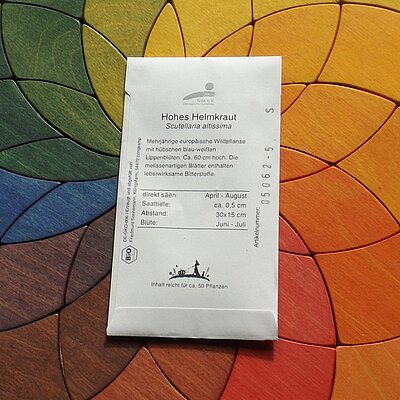 Hohes Helmkraut
Scutellaria altissima
Mehrjährige europäische Wildpflanze
mit hübschen blau-weißen
Lippenblüten. Ca. 60 cm hoch. Die
melissenartigen Blätter enthalten
leberwirksame Bitterstoffe.
direkt säen: April - August
Saattiefe: ca. 0,5 cm
Abstand: 30x15 cm
Blüte: Juni - Juli
Inhalt reicht für ca. 50 Pflanzen
BIO
Artikelnummer: 05062-5 S